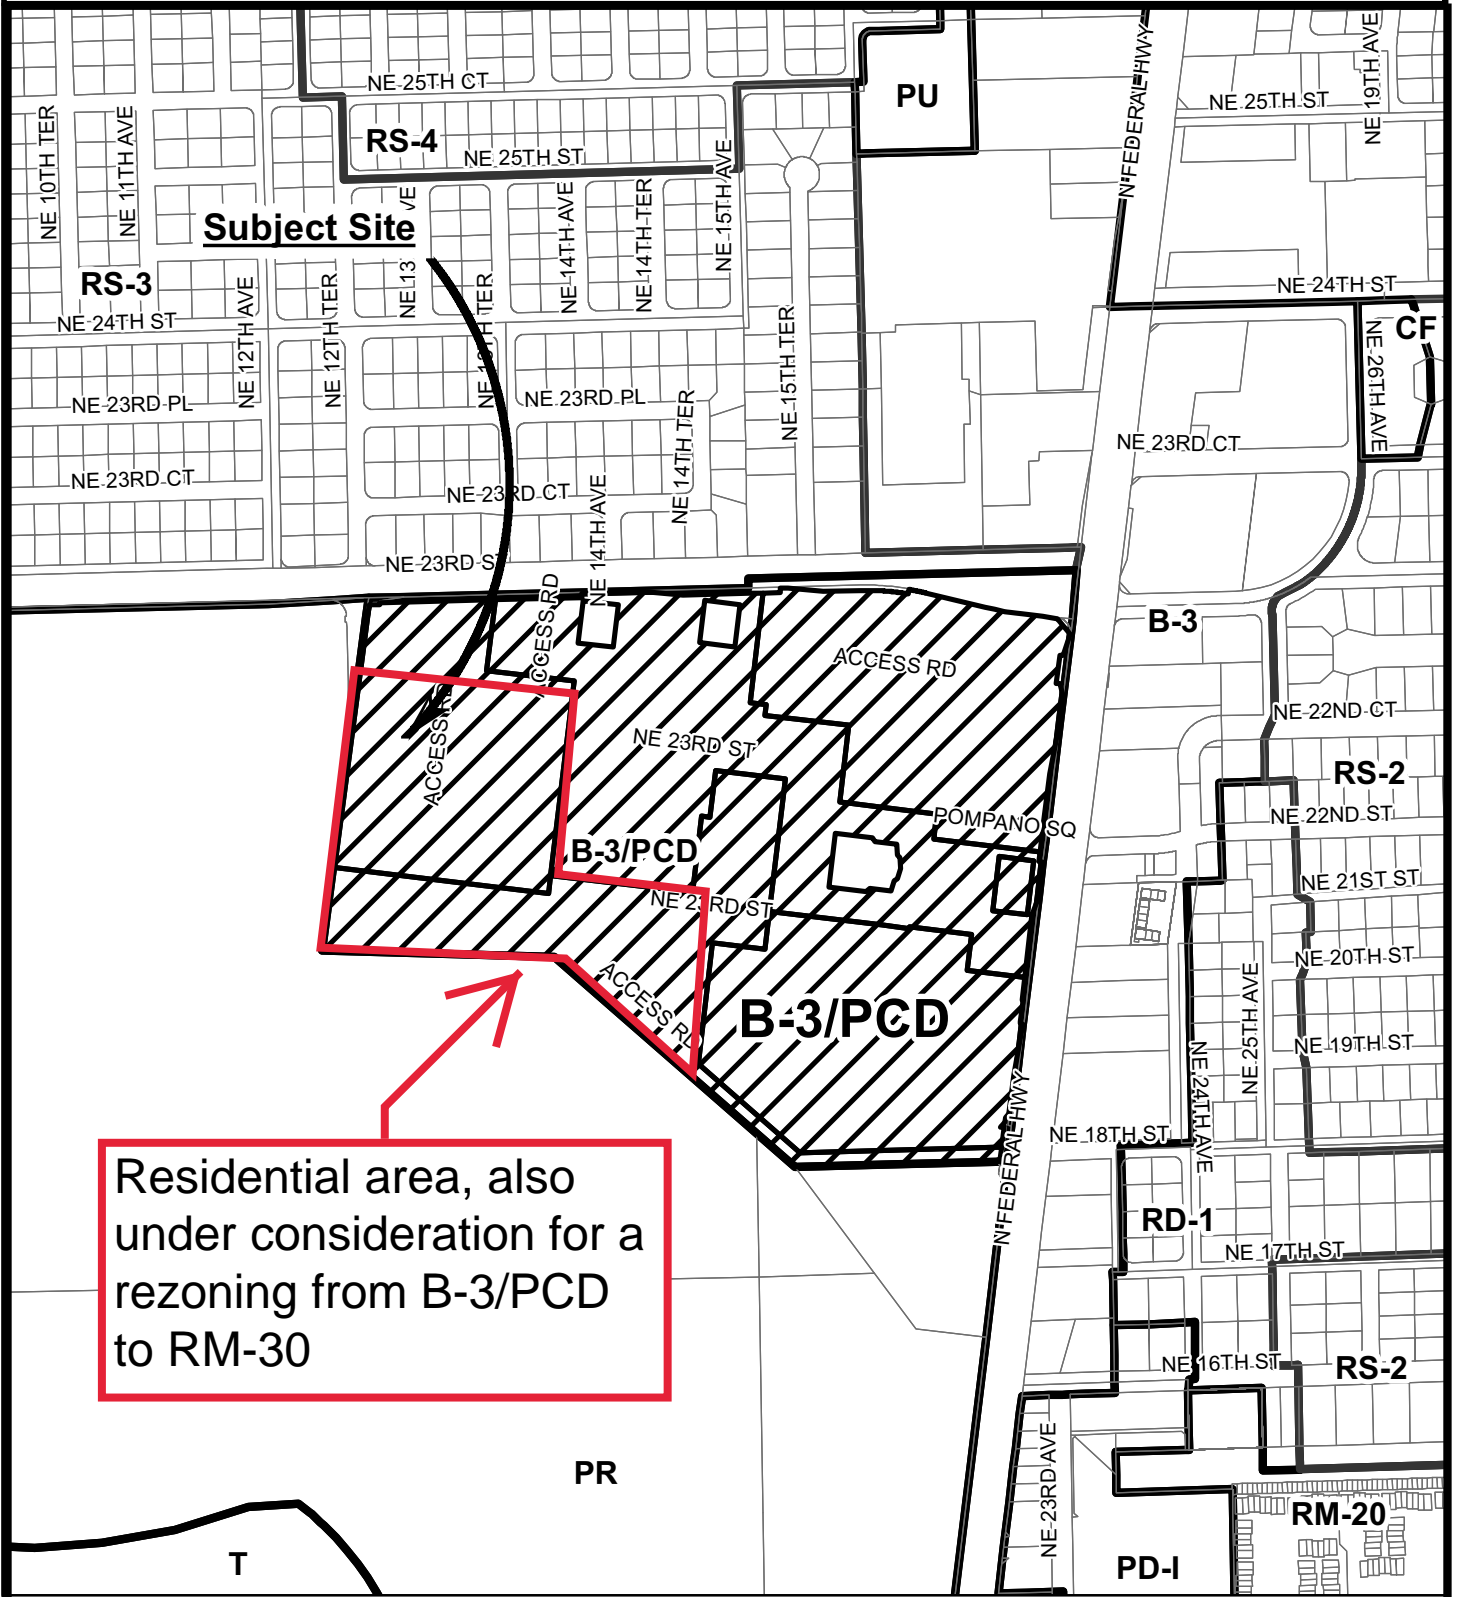 NE 25TH CT
PU
NE 25TH ST
NE 19TH AVE
N FEDERAL HWY
NE 10TH TER
NE 11TH AVE
RS-4
NE 25TH ST
NE 15TH AVE
Subject Site
NE 13
VE
NE 14TH AVE
NE 14TH TER
RS-3
NE 24TH ST
NE 24TH ST
NE 12TH AVE
NE 12TH TER
NE 13TH TER
NE 15TH TER
CF
NE 26TH AVE
NE 23RD PL
NE 23RD PL
NE 14TH TER
NE 23RD CT
NE 23RD CT
NE 23RD CT
NE 14TH AVE
NE 23RD ST
ACCESS RD
B-3
ACCESS RD
ACCESS RD
NE 23RD ST
NE 22ND CT
RS-2
NE 22ND ST
POMPANO SQ
B-3/PCD
NE 23RD ST
NE 21ST ST
NE 20TH ST
ACCESS RD
B-3/PCD
NE 25TH AVE
NE 19TH ST
NE 24TH AVE
N FEDERAL HWY
NE 18TH ST
Residential area, also
under consideration for a
rezoning from B-3/PCD
to RM-30
RD-1
NE 17TH ST
NE 16TH ST
RS-2
PR
NE 23RD AVE
RM-20
T
PD-I